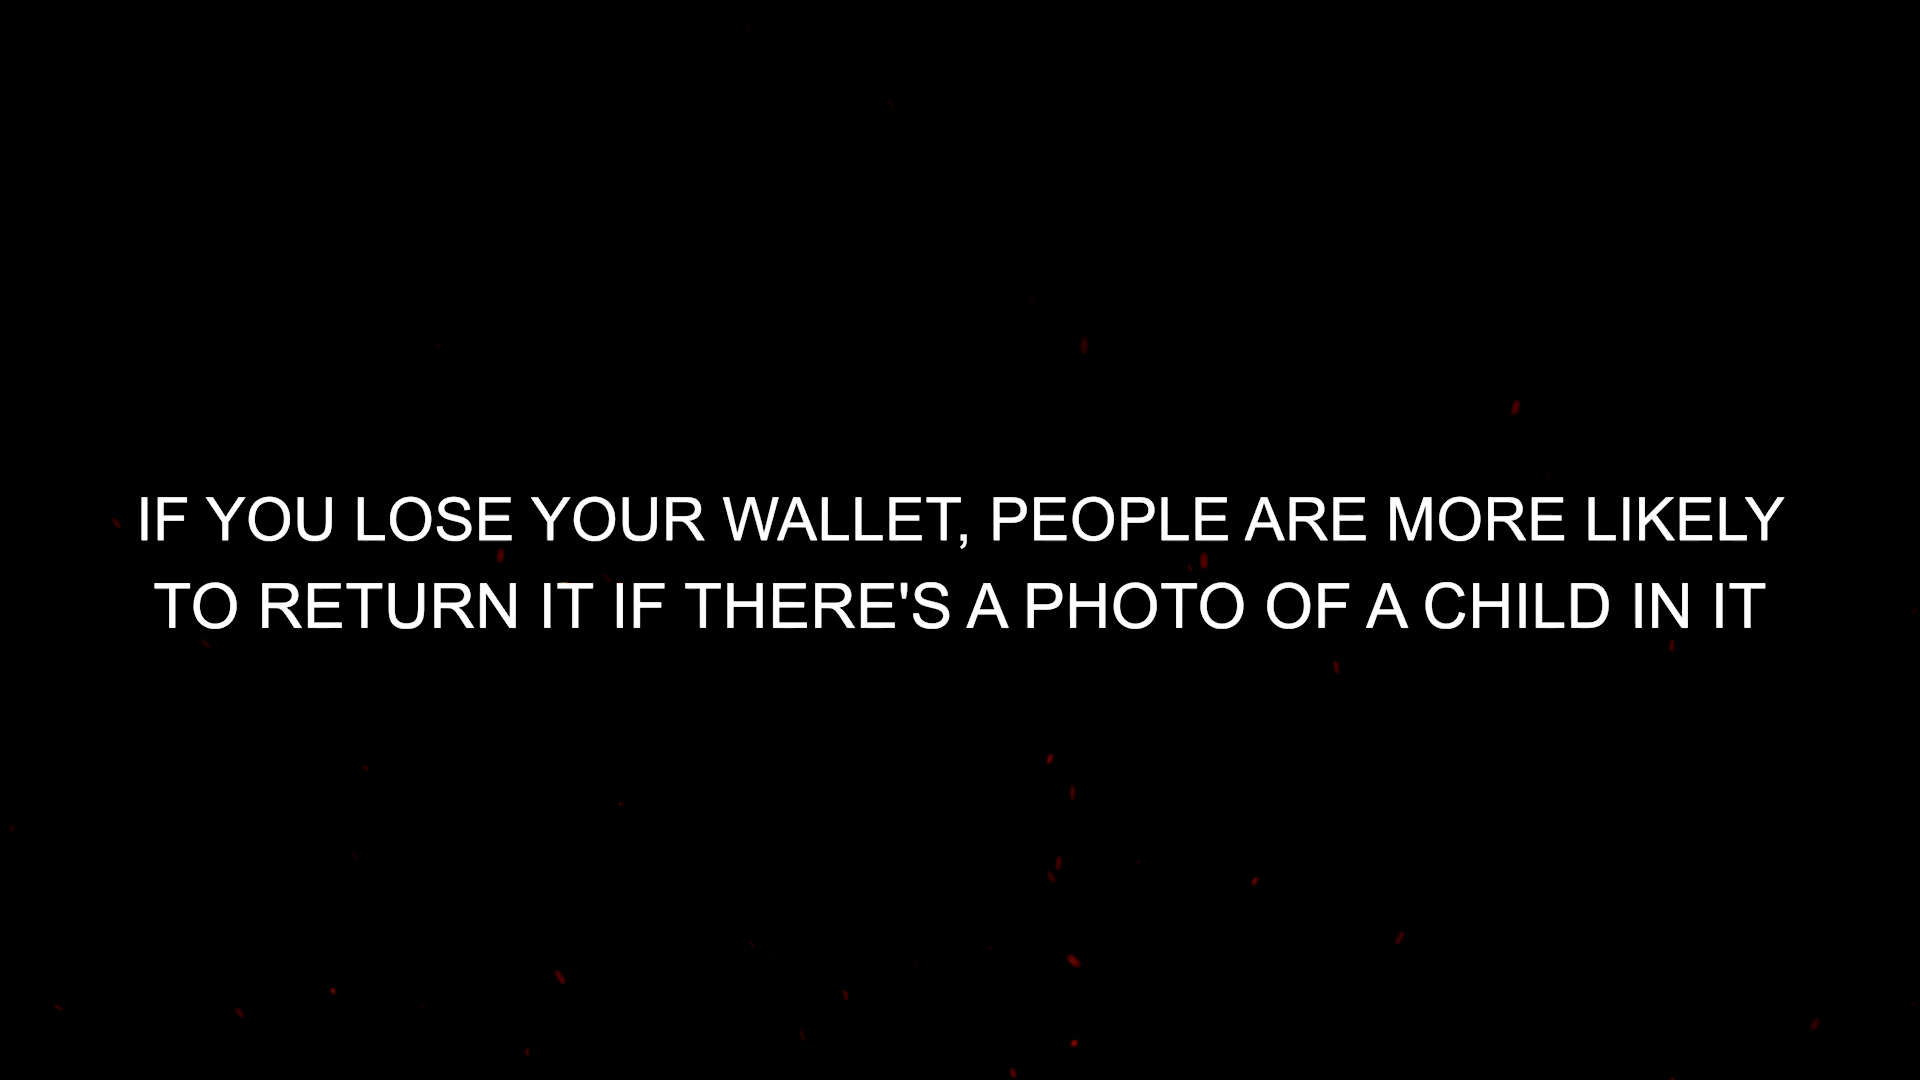 IF YOU LOSE YOUR WALLET, PEOPLE ARE MORE LIKELY
TO RETURN IT IF THERE'S A PHOTO OF A CHILD IN IT